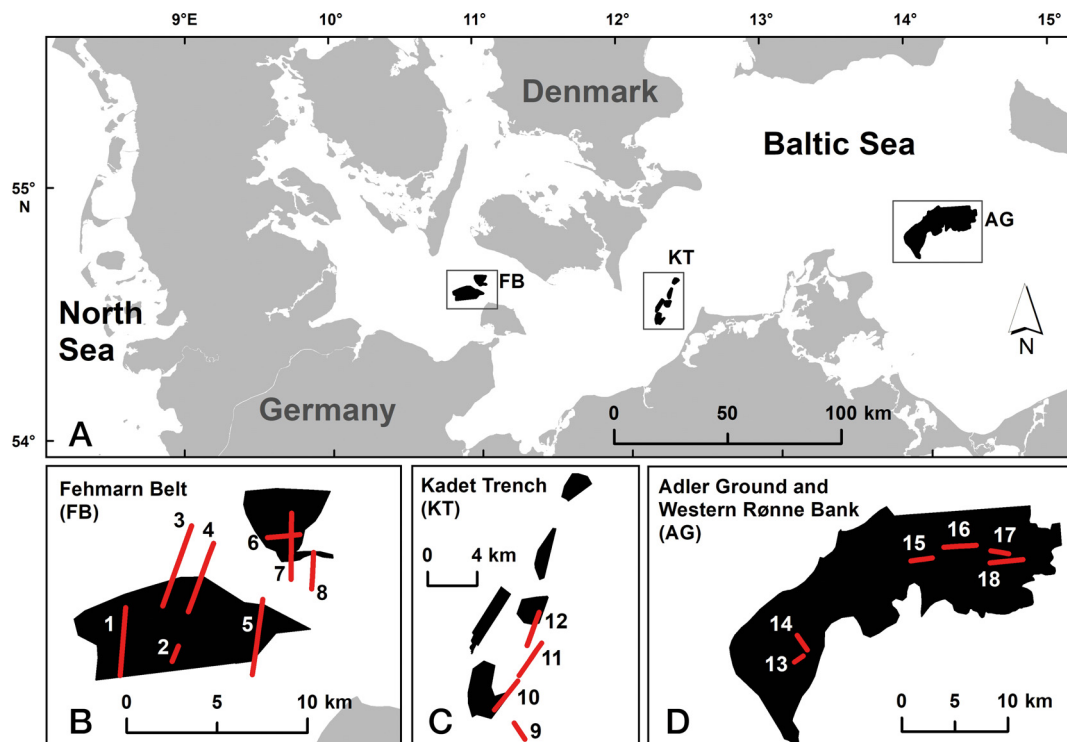 9°E 10° 11° 12° 13° 14° 15°
Denmark
Baltic Sea
55°
N
AG
KT
FB
North
Sea
N
Germany
0 50 100 km
54°
A
Fehmarn Belt
(FB)
3
4
6
7
8
1
2
5
0 5 10 km
B
Kadet Trench
(KT)
0 4 km
12
11
10
9
C
Adler Ground and
Western Rønne Bank
(AG)
16
17
15
18
14
13
0 5 10 km
D